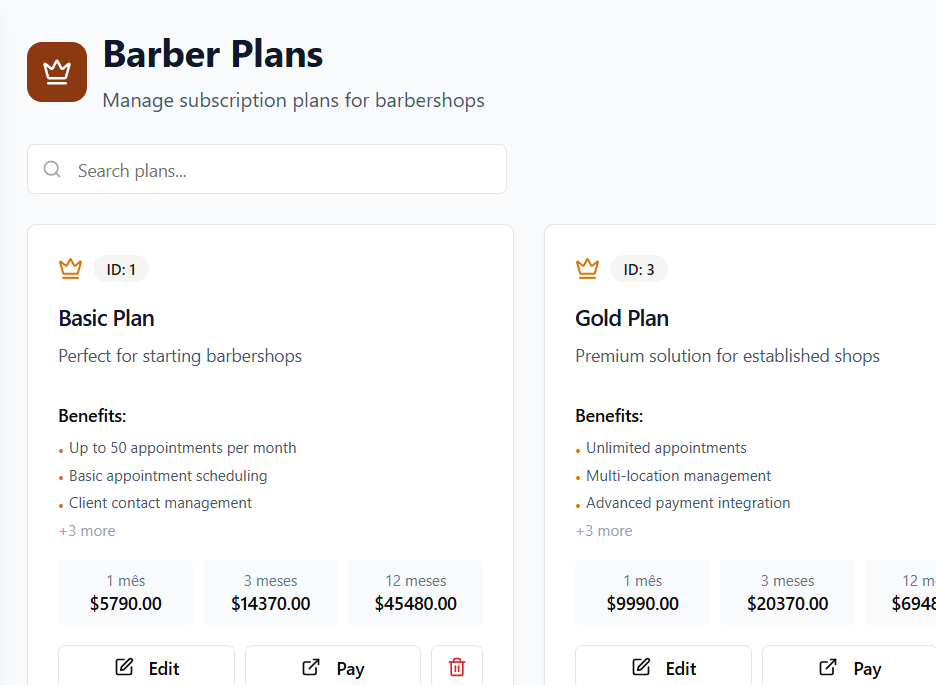 Barber Plans
Manage subscription plans for barbershops
Search plans...
ID: 1
Basic Plan
Perfect for starting barbershops
Benefits:
• Up to 50 appointments per month
• Basic appointment scheduling
• Client contact management
+3 more
1 mês 3 meses 12 meses
$5790.00 $14370.00 $45480.00
Edit Pay
ID: 3
Gold Plan
Premium solution for established shops
Benefits:
• Unlimited appointments
• Multi-location management
• Advanced payment integration
+3 more
1 mês 3 meses 12
$9990.00 $20370.00
Edit Pay